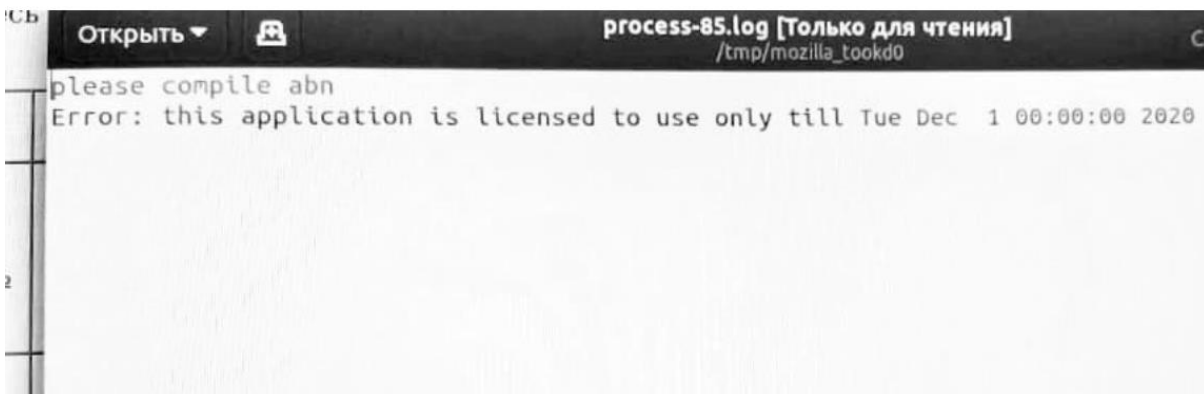 Открыть
process-85.log [Только для чтения]
/tmp/mozilla_tookd0
please compile abn
Error: this application is licensed to use only till Tue Dec  1 00:00:00 2020